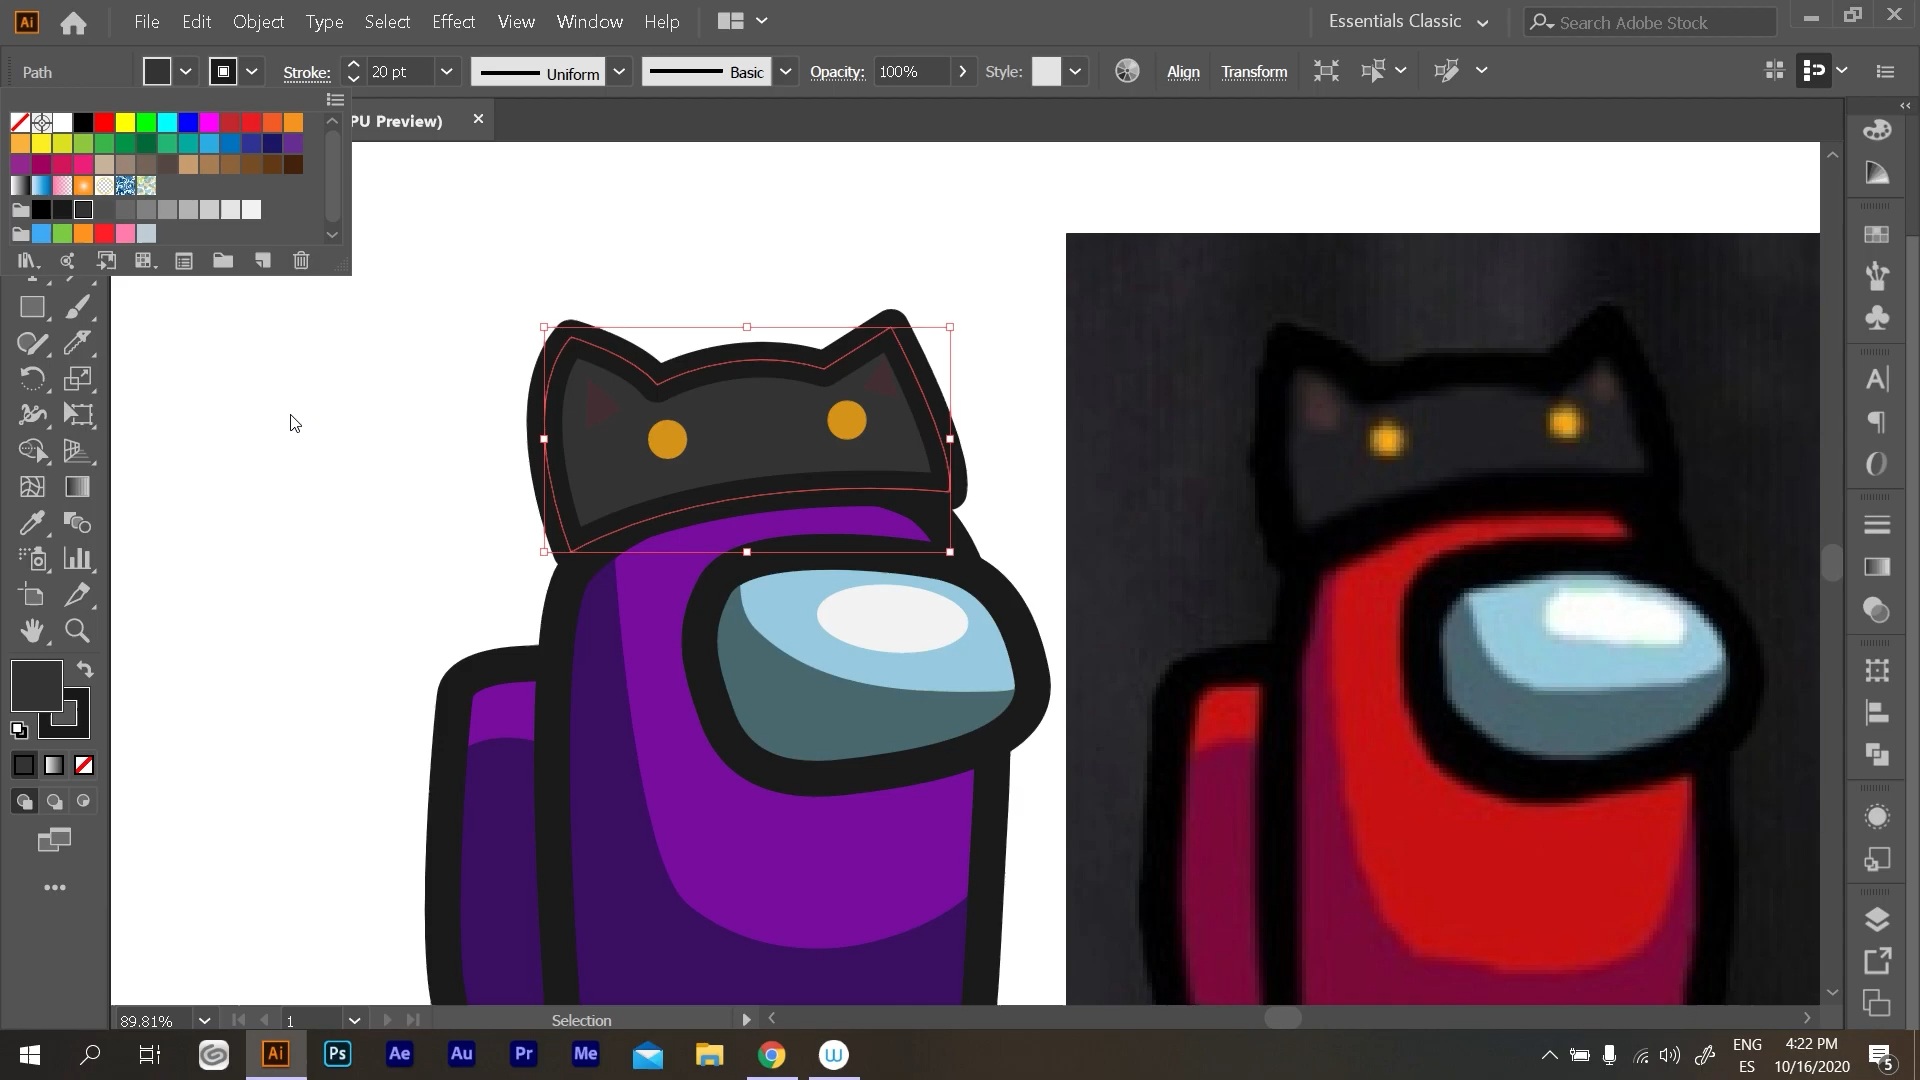 Ai File Edit Object Type Select Effect View Window Help Essentials Classic Search Adobe Stock
Path Stroke: 20 pt Uniform Basic Opacity: 100% Style: Align Transform
PU Preview)
89.81% 1 Selection
Ai Ps Ae Au Pr Me W ENG 4:22 PM
ES 10/16/2020 5